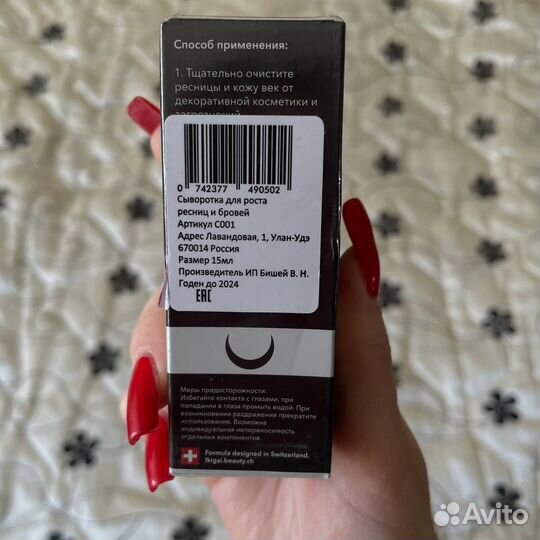 Способ применения:
1. Тщательно очистите
ресницы и кожу век от
декоративной косметики и
загрязнений
0 742377 490502
Сыворотка для роста
ресниц и бровей
Артикул C001
Адрес Лавандовая, 1, Улан-Удэ
670014 Россия
Размер 15мл
Производитель ИП Бишей В. Н.
Годен до 2024
EAC
Меры предосторожности:
Избегайте контакта с глазами, при
попадании в глаза промыть водой. При
возникновении раздражения прекратите
использование. Возможна
индивидуальная непереносимость
отдельных компонентов.
Formula designed in Switzerland.
Ikigai.beauty.ch
Avito